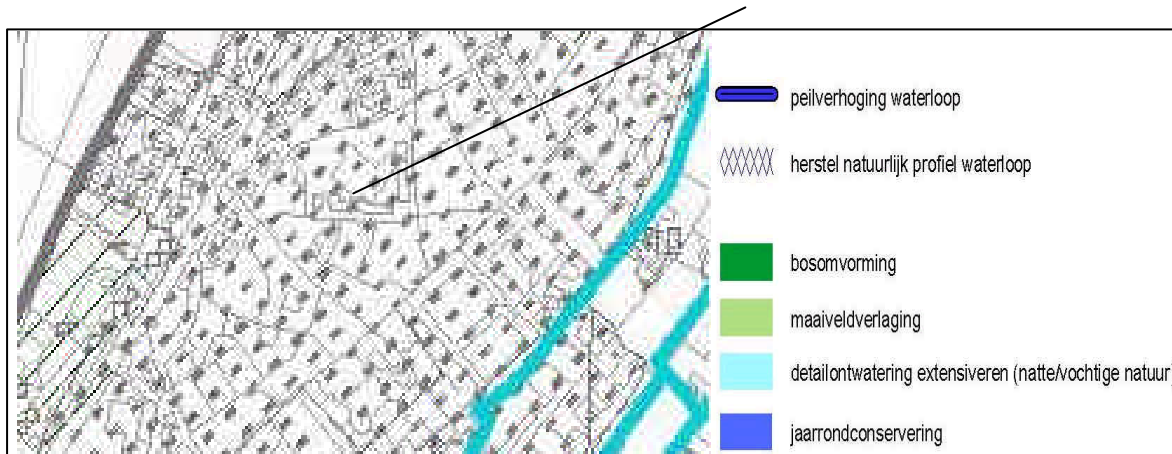 peilverhoging waterloop
herstel natuurlijk profiel waterloop
bosomvorming
maaiveldverlaging
detailontwatering extensiveren (natte/vochtige natuur
jaarrondconservering